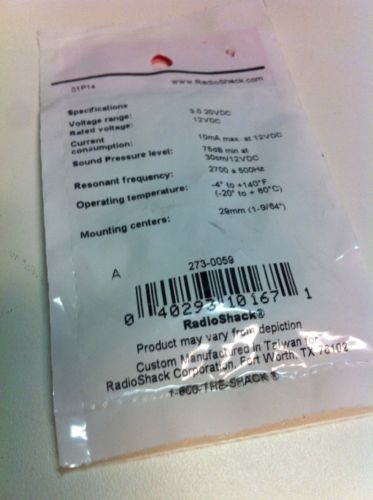 01P14
www.RadioShack.com
Specifications
Voltage range: 3.0 20VDC
Rated voltage: 12VDC
Current
consumption: 10mA max. at 12VDC
Sound Pressure level: 75dB min at
30cm/12VDC
Resonant frequency: 2700 ± 500Hz
Operating temperature: -4° to +140°F
(-20° to + 60°C)
Mounting centers: 29mm (1-9/64")
A 273-0059
0 40293 10167 1
RadioShack®
Product may vary from depiction
Custom Manufactured in Taiwan for
RadioShack Corporation, Fort Worth, TX 76102
1-800-THE-SHACK®